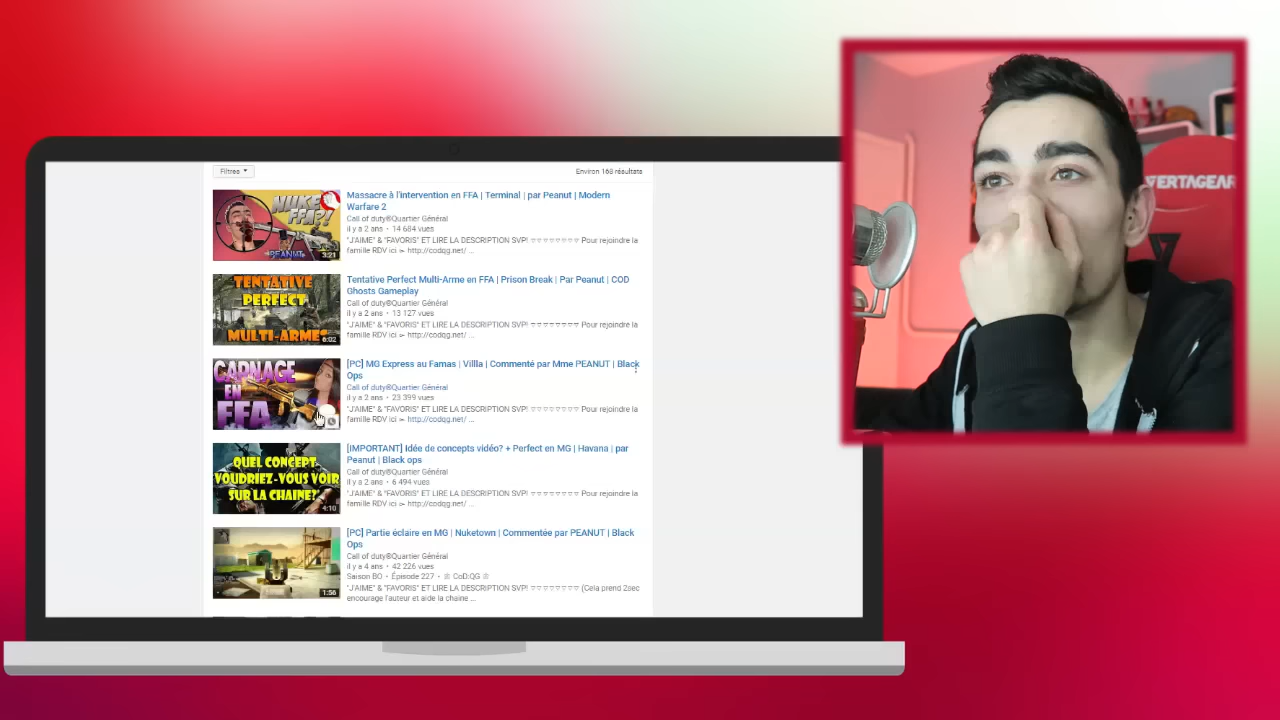 Filtres
Environ 168 résultats
NUKE
FFA?!
PEANUT
3:21
Massacre à l'intervention en FFA | Terminal | par Peanut | Modern
Warfare 2
Call of duty®Quartier Général
il y a 2 ans • 14 684 vues
"J'AIME" & "FAVORIS" ET LIRE LA DESCRIPTION SVP! ▽▽▽▽▽▽▽▽ Pour rejoindre la
famille RDV ici ► http://codqg.net/ ...
TENTATIVE
PERFECT
MULTI-ARMES
6:02
Tentative Perfect Multi-Arme en FFA | Prison Break | Par Peanut | COD
Ghosts Gameplay
Call of duty®Quartier Général
il y a 2 ans • 13 127 vues
"J'AIME" & "FAVORIS" ET LIRE LA DESCRIPTION SVP! ▽▽▽▽▽▽▽▽ Pour rejoindre la
famille RDV ici ► http://codqg.net/ ...
CARNAGE
EN
FFA
[PC] MG Express au Famas | Villla | Commenté par Mme PEANUT | Black
Ops
Call of duty®Quartier Général
il y a 2 ans • 23 399 vues
"J'AIME" & "FAVORIS" ET LIRE LA DESCRIPTION SVP! ▽▽▽▽▽▽▽▽ Pour rejoindre la
famille RDV ici ► http://codqg.net/ ...
QUEL CONCEPT
VOUDRIEZ-VOUS VOIR
SUR LA CHAINE?
4:10
[IMPORTANT] Idée de concepts vidéo? + Perfect en MG | Havana | par
Peanut | Black ops
Call of duty®Quartier Général
il y a 2 ans • 6 494 vues
"J'AIME" & "FAVORIS" ET LIRE LA DESCRIPTION SVP! ▽▽▽▽▽▽▽▽ Pour rejoindre la
famille RDV ici ► http://codqg.net/ ...
1:56
[PC] Partie éclaire en MG | Nuketown | Commentée par PEANUT | Black
Ops
Call of duty®Quartier Général
il y a 4 ans • 42 226 vues
Saison BO • Épisode 227 • CoD:QG
"J'AIME" & "FAVORIS" ET LIRE LA DESCRIPTION SVP! ▽▽▽▽▽▽▽▽ (Cela prend 2sec
encourage l'auteur et aide la chaine ...
VERTAGEAR